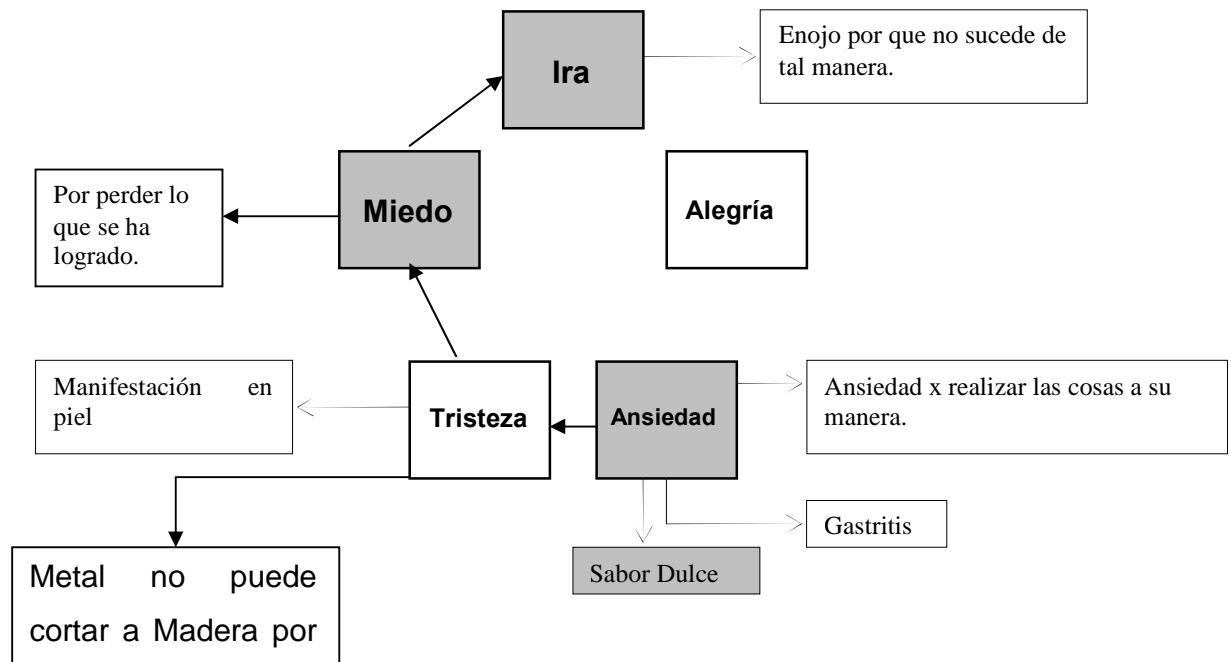 Ira
Enojo por que no sucede de
tal manera.
Por perder lo
que se ha
logrado.
Miedo
Alegría
Manifestación en
piel
Tristeza
Ansiedad
Ansiedad x realizar las cosas a su
manera.
Gastritis
Sabor Dulce
Metal no puede
cortar a Madera por